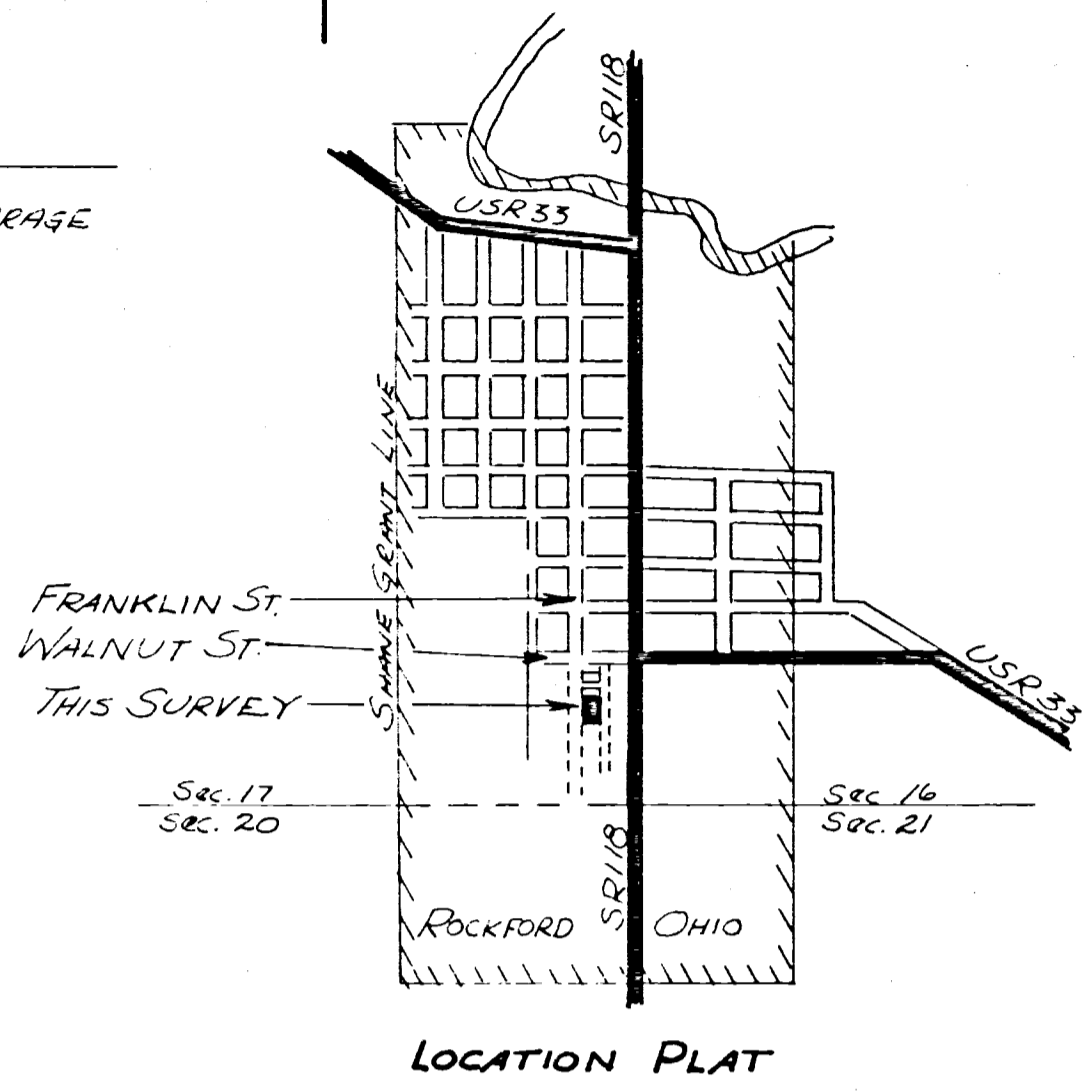 SR118
RAGE
USR33
SHANE GRANT LINE
FRANKLIN ST.
WALNUT ST.
THIS SURVEY
USR33
Sec. 17
Sec 16
Sec. 20
Sec. 21
SR118
ROCKFORD OHIO
LOCATION PLAT